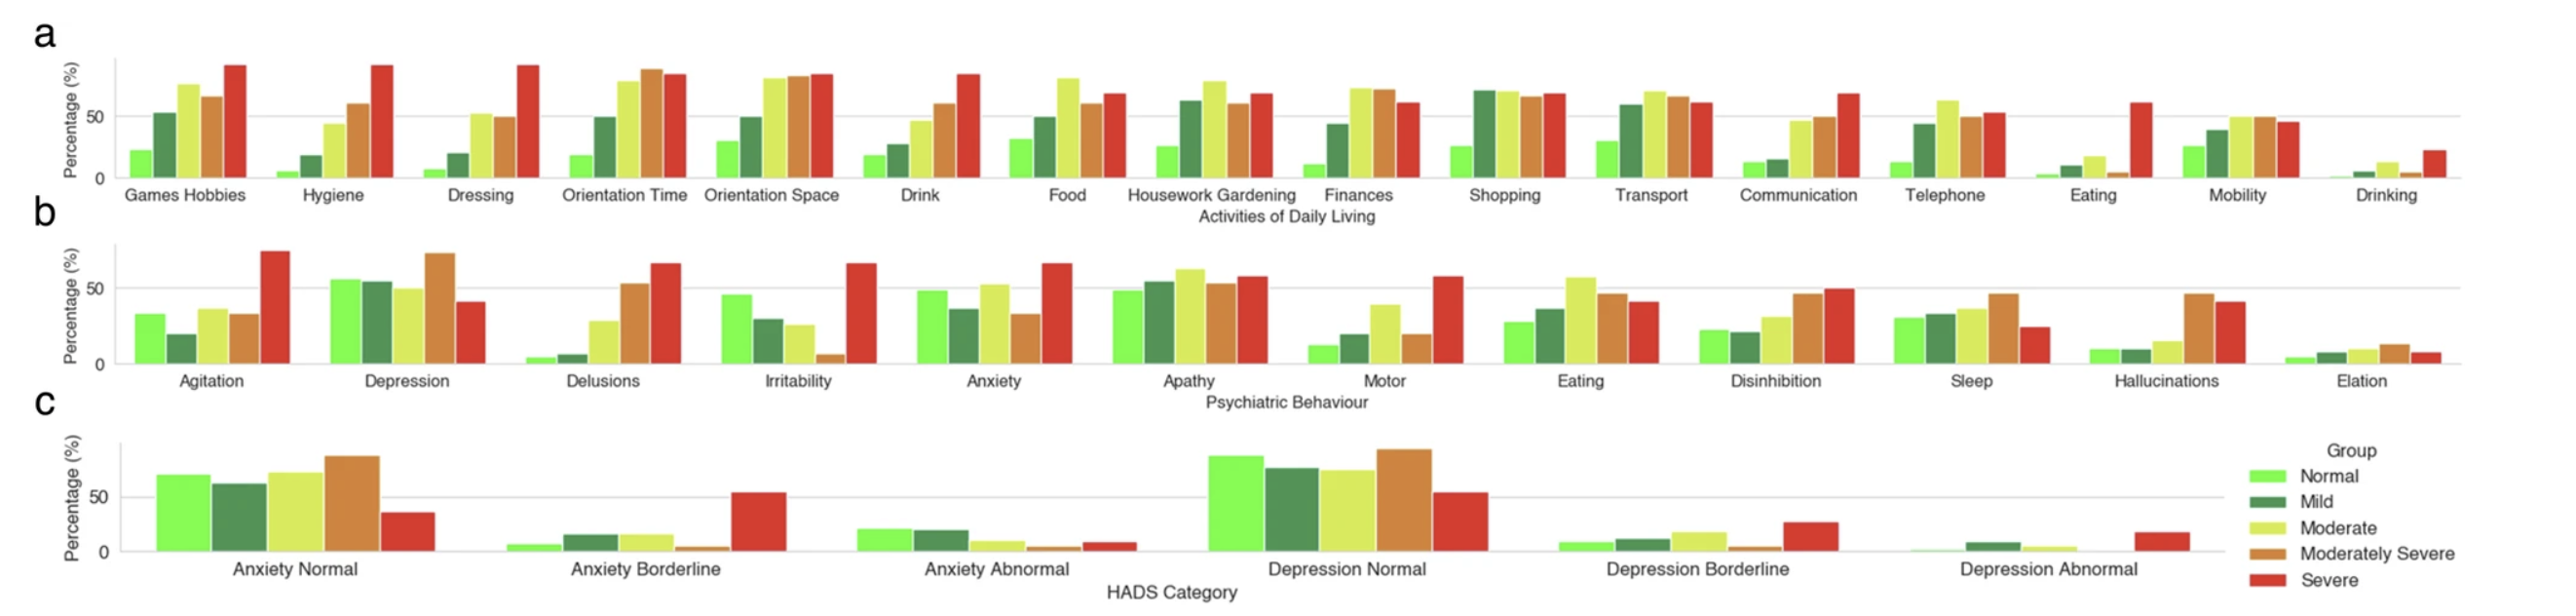 a
Percentage (%)
50
0
Games Hobbies Hygiene Dressing Orientation Time Orientation Space Drink Food Housework Gardening Finances Shopping Transport Communication Telephone Eating Mobility Drinking
Activities of Daily Living
b
Percentage (%)
50
0
Agitation Depression Delusions Irritability Anxiety Apathy Motor Eating Disinhibition Sleep Hallucinations Elation
Psychiatric Behaviour
c
Percentage (%)
50
0
Anxiety Normal Anxiety Borderline Anxiety Abnormal Depression Normal Depression Borderline Depression Abnormal
HADS Category
Group
Normal
Mild
Moderate
Moderately Severe
Severe